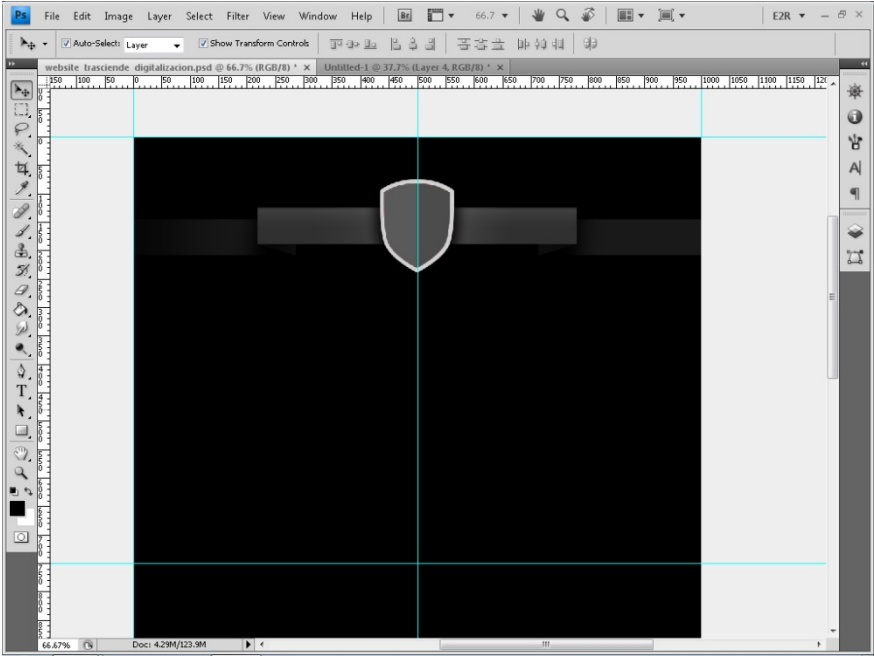 Ps File Edit Image Layer Select Filter View Window Help Br 66.7 E2R
Auto-Select: Layer Show Transform Controls
website trasciende digitalizacion.psd @ 66.7% (RGB/8) * × Untitled-1 @ 37.7% (Layer 4, RGB/8) * ×
150 100 50 0 50 100 150 200 250 300 350 400 450 500 550 600 650 700 750 800 850 900 950 1000 1050 1100 1150
A
T
66.67% Doc: 4.29M/123.9M